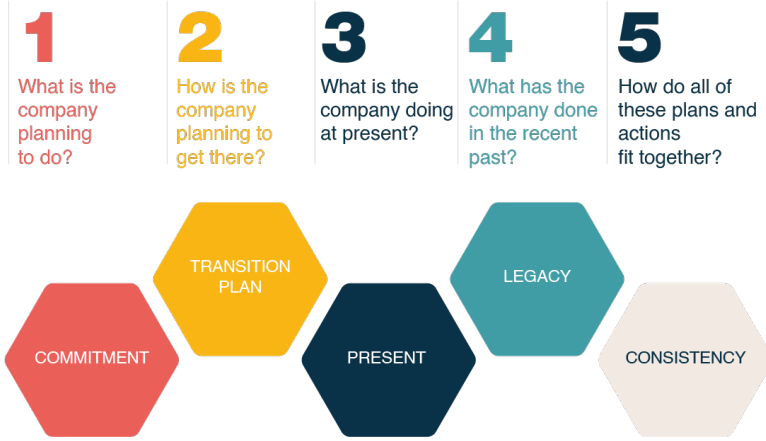 1
What is the
company
planning
to do?
2
How is the
company
planning to
get there?
3
What is the
company doing
at present?
4
What has the
company done
in the recent
past?
5
How do all of
these plans and
actions
fit together?
COMMITMENT
TRANSITION
PLAN
PRESENT
LEGACY
CONSISTENCY